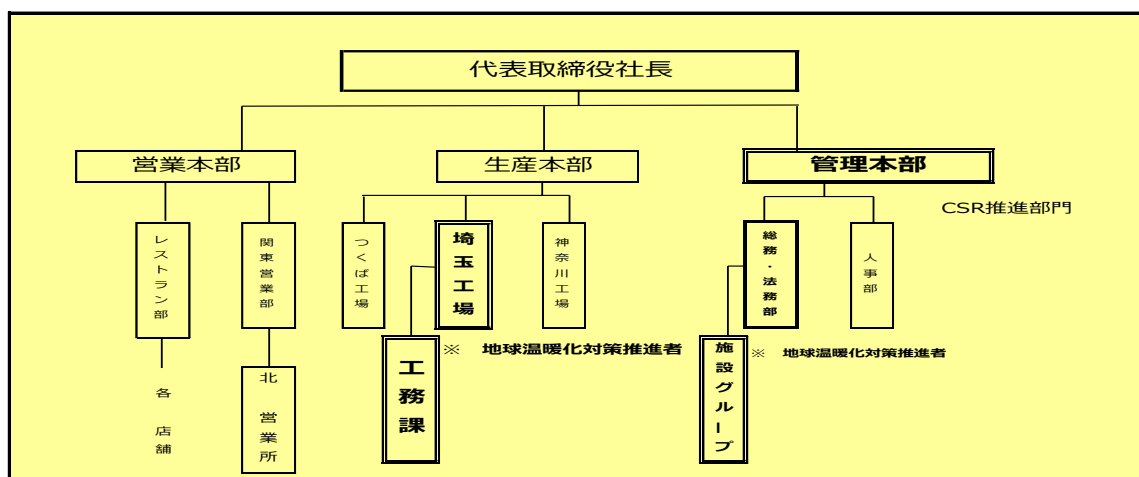 代表取締役社長
営業本部
生産本部
管理本部
CSR推進部門
レストラン部
関東営業部
つくば工場
埼玉工場
神奈川工場
総務・法務部
人事部
各店舗
北営業所
工務課
※ 地球温暖化対策推進者
施設グループ
※ 地球温暖化対策推進者